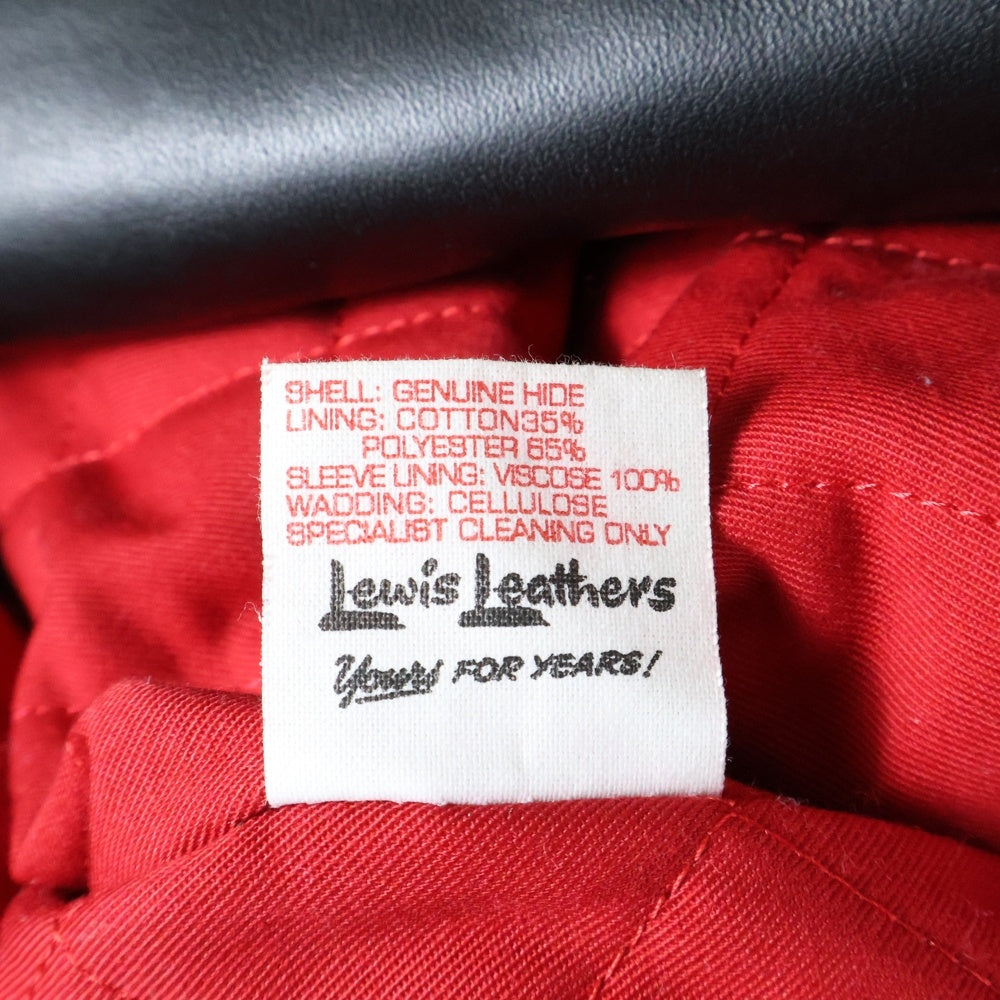 SHELL: GENUINE HIDE
LINING: COTTON35%
POLYESTER 65%
SLEEVE LINING: VISCOSE 100%
WADDING: CELLULOSE
SPECIALIST CLEANING ONLY
Lewis Leathers
Yours FOR YEARS!